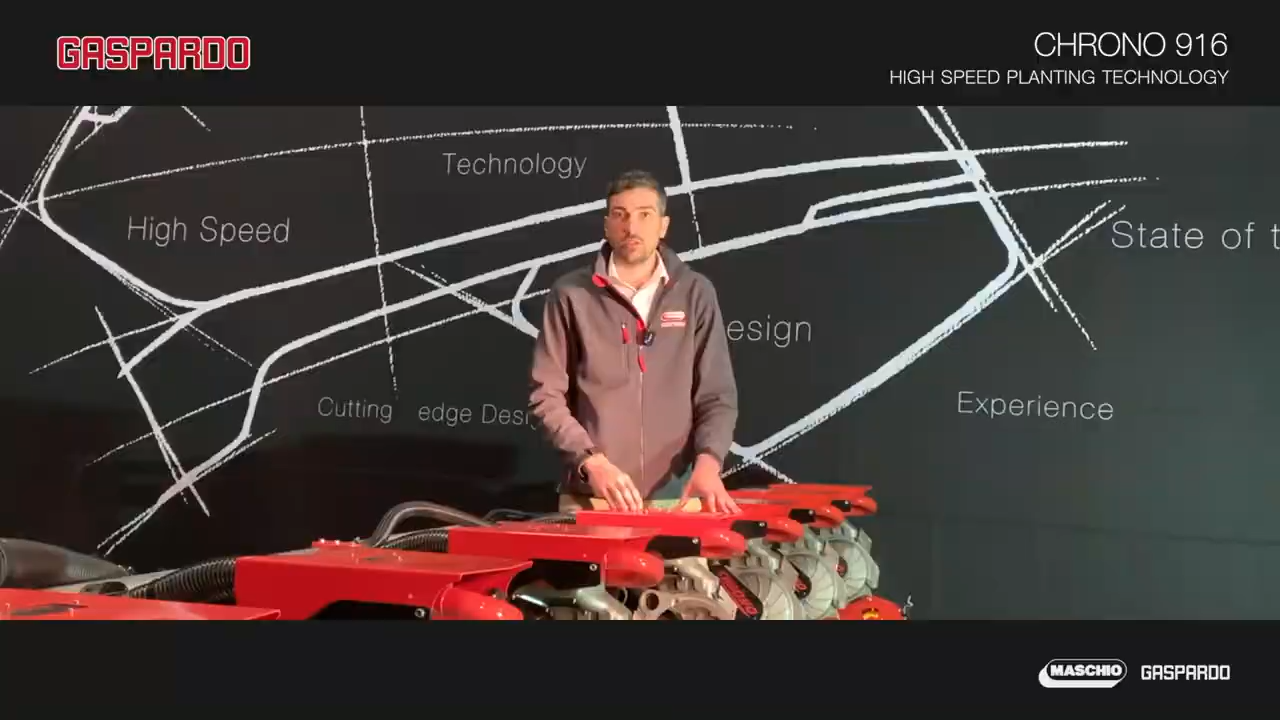 GASPARDO
CHRONO 916
HIGH SPEED PLANTING TECHNOLOGY
Technology
High Speed
State of t
esign
Cutting edge Desi
Experience
MASCHIO GASPARDO